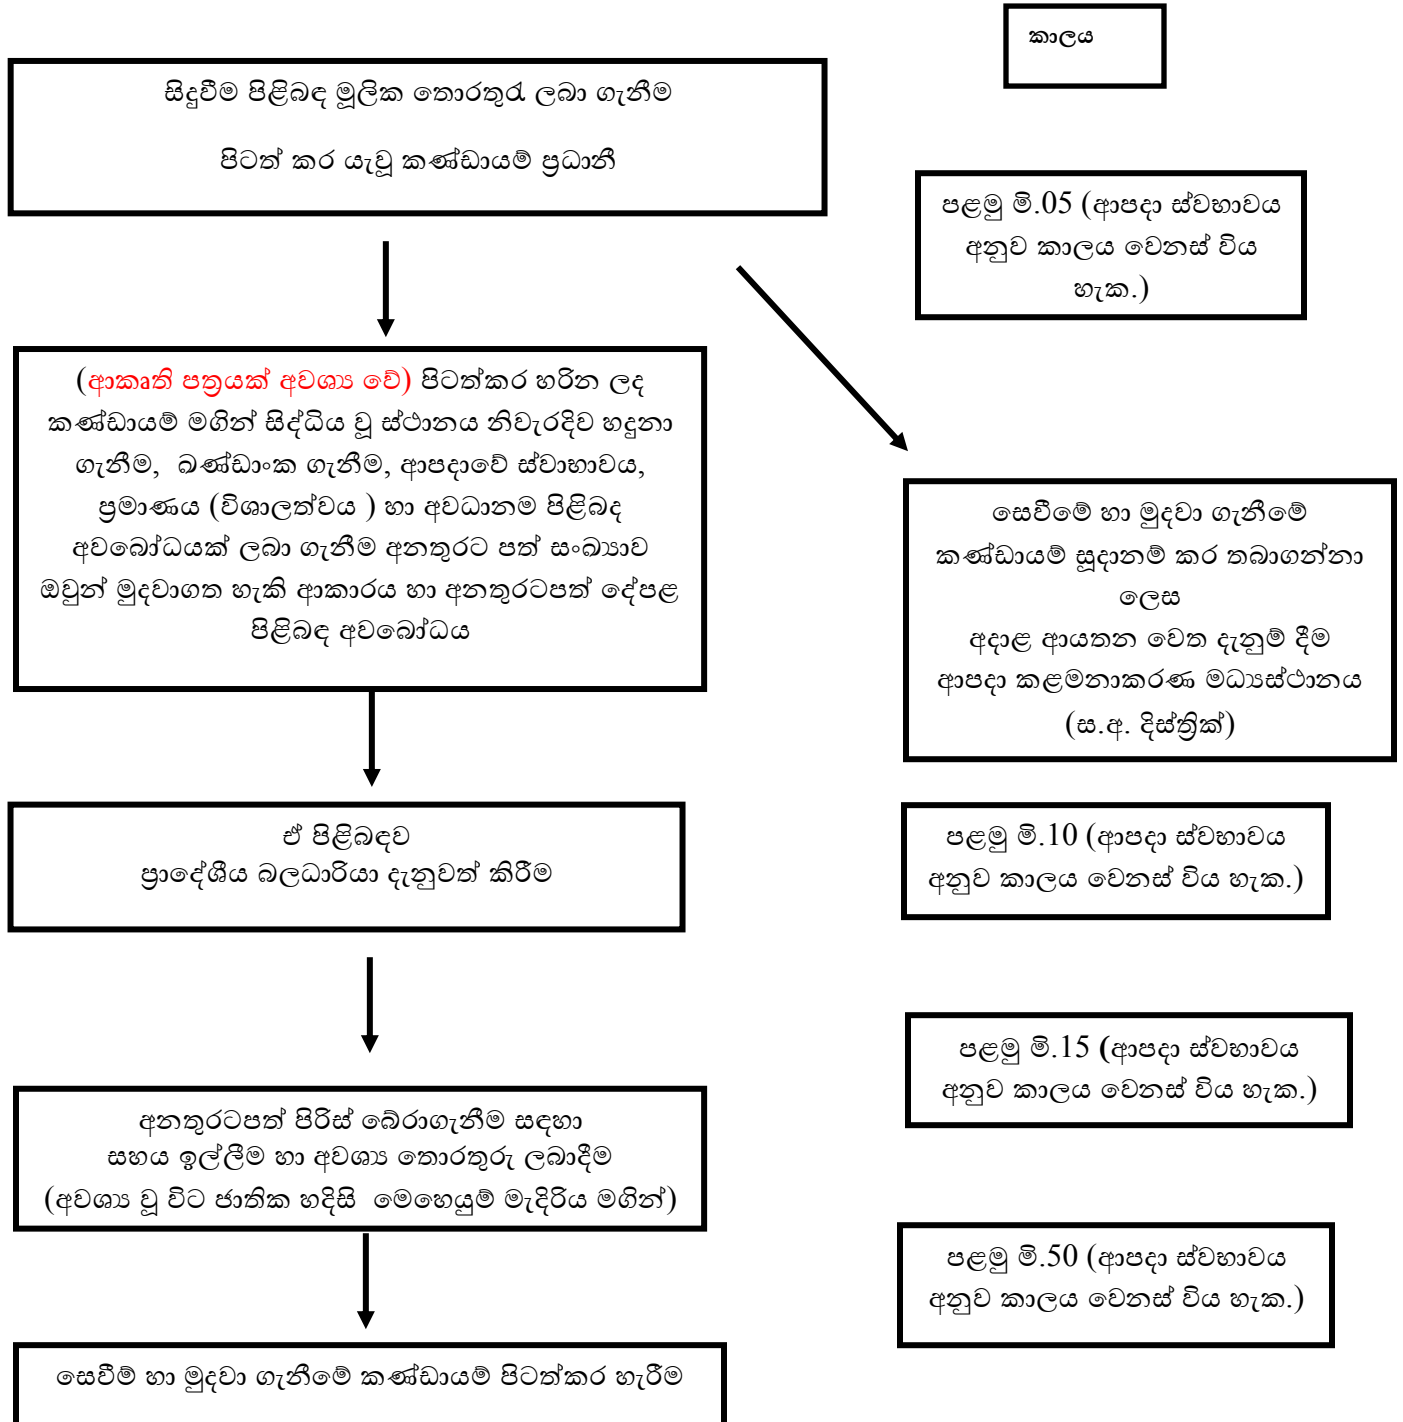 කාලය
සිදුවීම පිළිබඳ මූලික තොරතුරැ ලබා ගැනීම
පිටත් කර යැවූ කණ්ඩායම් ප්‍රධානී
පළමු මි.05 (ආපදා ස්වභාවය
අනුව කාලය වෙනස් විය
හැක.)
(ආකෘති පත්‍රයක් අවශ්‍ය වේ) පිටත්කර හරින ලද
කණ්ඩායම් මගින් සිද්ධිය වූ ස්ථානය නිවැරදිව හදුනා
ගැනීම, ඛණ්ඩාංක ගැනීම, ආපදාවේ ස්වාභාවය,
ප්‍රමාණය (විශාලත්වය ) හා අවධානම පිළිබද
අවබෝධයක් ලබා ගැනීම අනතුරට පත් සංඛ්‍යාව
ඔවුන් මුදවාගත හැකි ආකාරය හා අනතුරටපත් දේපළ
පිළිබඳ අවබෝධය
සෙවීමේ හා මුදවා ගැනීමේ
කණ්ඩායම් සූදානම් කර තබාගන්නා
ලෙස
අදාළ ආයතන වෙත දැනුම් දීම
ආපදා කළමනාකරණ මධ්‍යස්ථානය
(ස.අ. දිස්ත්‍රික්)
ඒ පිළිබඳව
ප්‍රාදේශීය බලධාරියා දැනුවත් කිරීම
පළමු මි.10 (ආපදා ස්වභාවය
අනුව කාලය වෙනස් විය හැක.)
පළමු මි.15 (ආපදා ස්වභාවය
අනුව කාලය වෙනස් විය හැක.)
අනතුරටපත් පිරිස් බේරාගැනීම සඳහා
සහය ඉල්ලීම හා අවශ්‍ය තොරතුරු ලබාදීම
(අවශ්‍ය වූ විට ජාතික හදිසි මෙහෙයුම් මැදිරිය මගින්)
පළමු මි.50 (ආපදා ස්වභාවය
අනුව කාලය වෙනස් විය හැක.)
සෙවීම් හා මුදවා ගැනීමේ කණ්ඩායම් පිටත්කර හැරීම